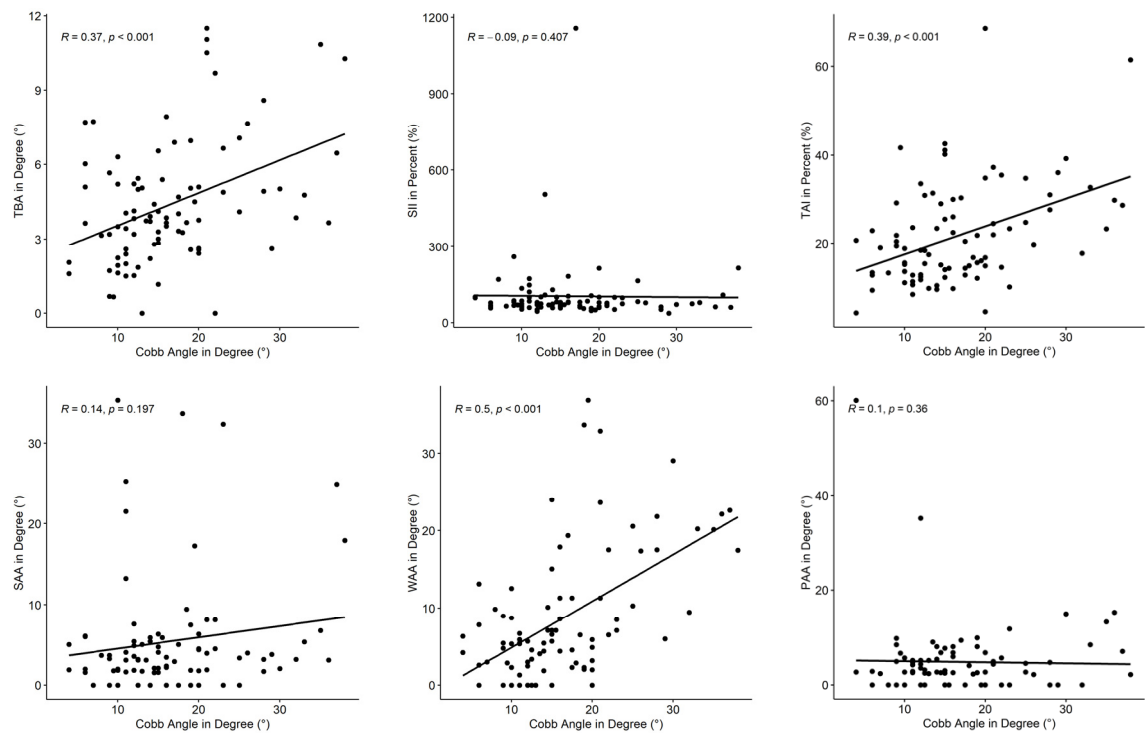 R = 0.37, p < 0.001
12
9
6
3
0
TBA in Degree (°)
10 20 30
Cobb Angle in Degree (°)
R = −0.09, p = 0.407
1200
900
600
300
0
SII in Percent (%)
10 20 30
Cobb Angle in Degree (°)
R = 0.39, p < 0.001
60
40
20
TAI in Percent (%)
10 20 30
Cobb Angle in Degree (°)
R = 0.14, p = 0.197
30
20
10
0
SAA in Degree (°)
10 20 30
Cobb Angle in Degree (°)
R = 0.5, p < 0.001
30
20
10
0
WAA in Degree (°)
10 20 30
Cobb Angle in Degree (°)
R = 0.1, p = 0.36
60
40
20
0
PAA in Degree (°)
10 20 30
Cobb Angle in Degree (°)